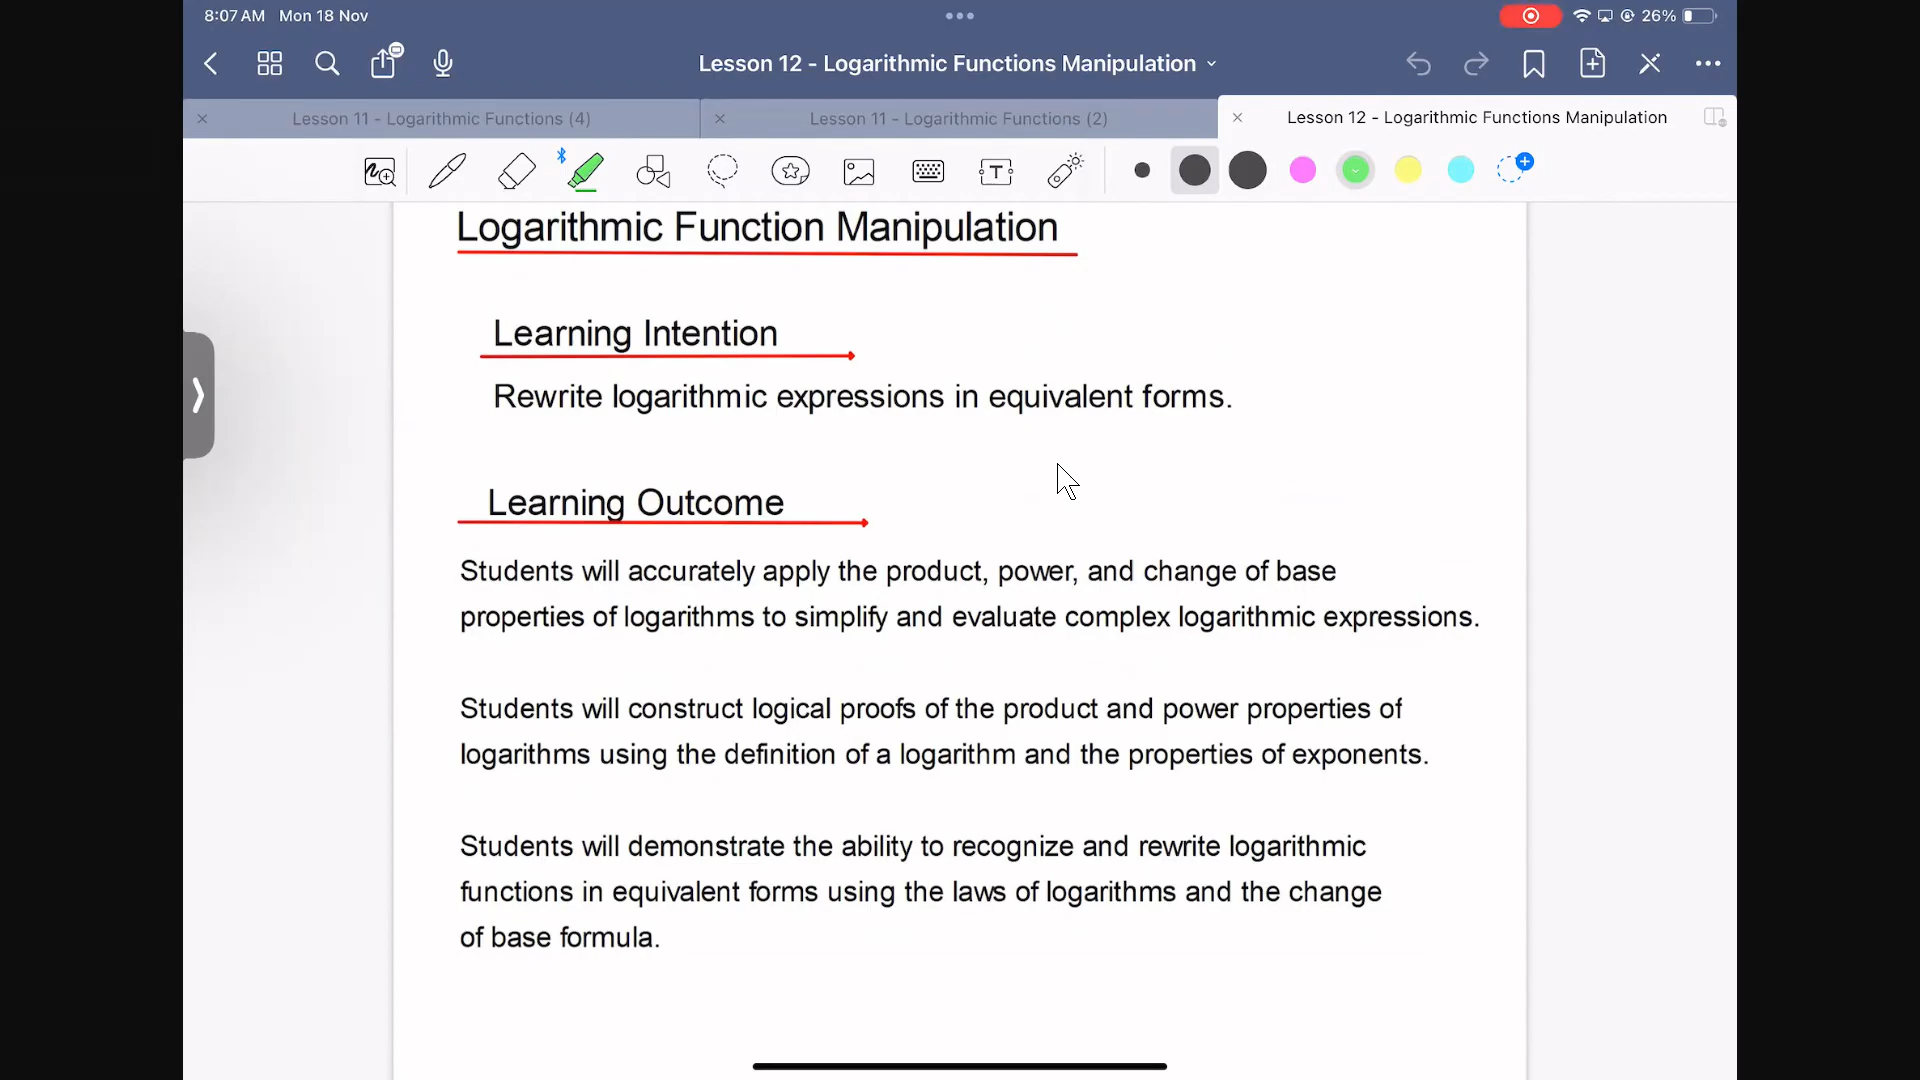 8:07 AM Mon 18 Nov
26%
Lesson 12 - Logarithmic Functions Manipulation
Lesson 11 - Logarithmic Functions (4)
Lesson 11 - Logarithmic Functions (2)
Lesson 12 - Logarithmic Functions Manipulation
Logarithmic Function Manipulation
Learning Intention
Rewrite logarithmic expressions in equivalent forms.
Learning Outcome
Students will accurately apply the product, power, and change of base
properties of logarithms to simplify and evaluate complex logarithmic expressions.
Students will construct logical proofs of the product and power properties of
logarithms using the definition of a logarithm and the properties of exponents.
Students will demonstrate the ability to recognize and rewrite logarithmic
functions in equivalent forms using the laws of logarithms and the change
of base formula.